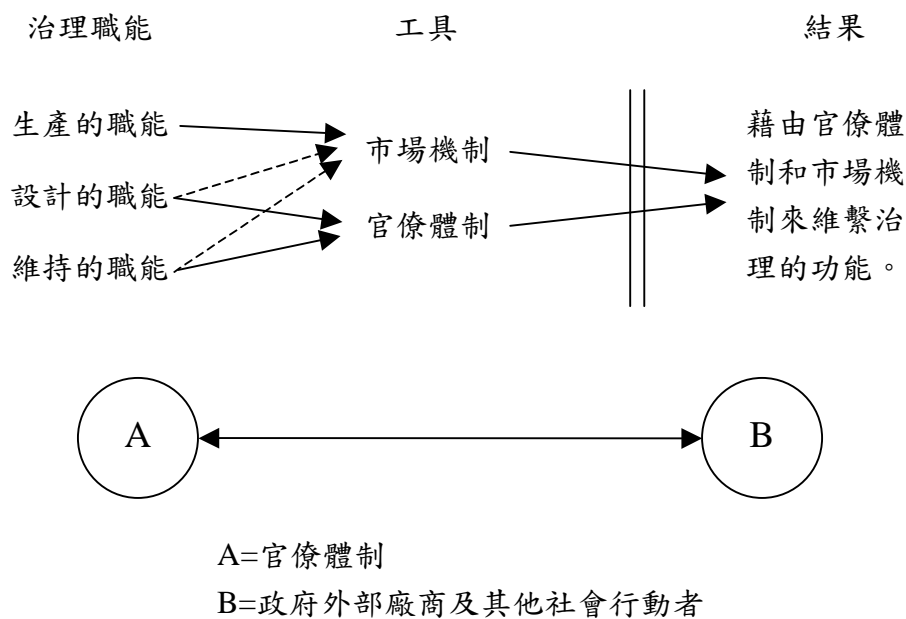 治理職能 工具 結果
生產的職能
設計的職能
維持的職能
市場機制
官僚體制
藉由官僚體
制和市場機
制來維繫治
理的功能。
A B
A=官僚體制
B=政府外部廠商及其他社會行動者